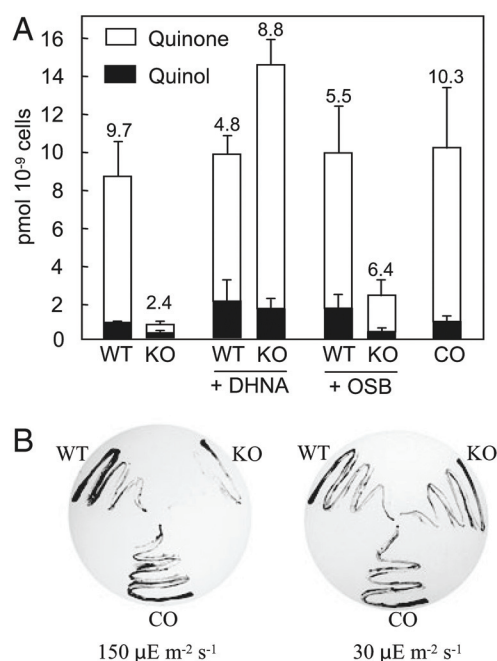 A
16
14
12
10
8
6
4
2
0
pmol 10⁻⁹ cells
Quinone
Quinol
9.7
2.4
4.8
8.8
5.5
6.4
10.3
WT KO WT KO WT KO CO
+ DHNA + OSB
B
WT KO WT KO
CO CO
150 µE m⁻² s⁻¹ 30 µE m⁻² s⁻¹